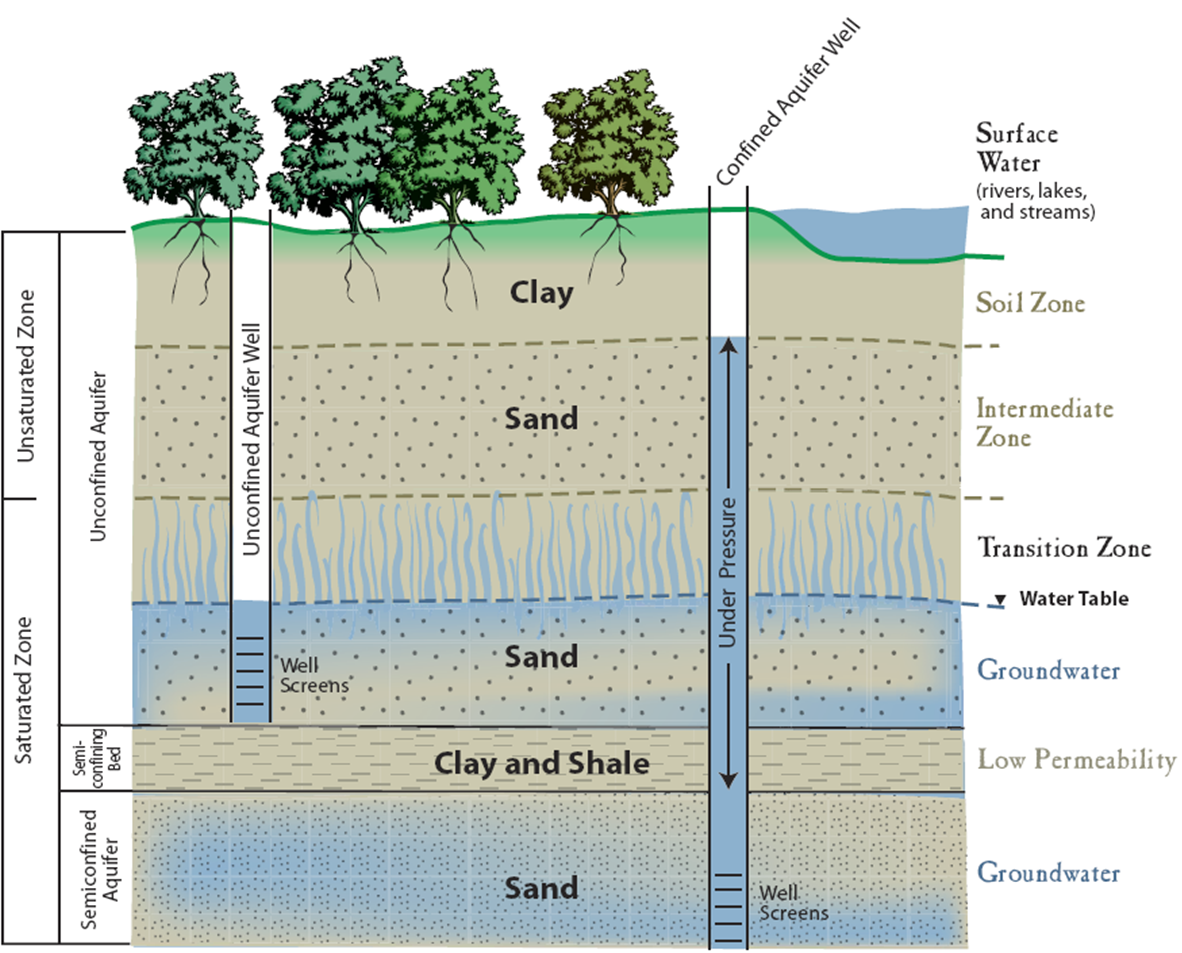 Confined Aquifer Well
Surface
Water
(rivers, lakes,
and streams)
Unsaturated Zone
Unconfined Aquifer
Unconfined Aquifer Well
Clay
Soil Zone
Sand
Intermediate
Zone
Under Pressure
Transition Zone
Water Table
Saturated Zone
Sand
Well
Screens
Groundwater
Semi-
confining
Bed
Clay and Shale
Low Permeability
Semiconfined
Aquifer
Sand
Well
Screens
Groundwater